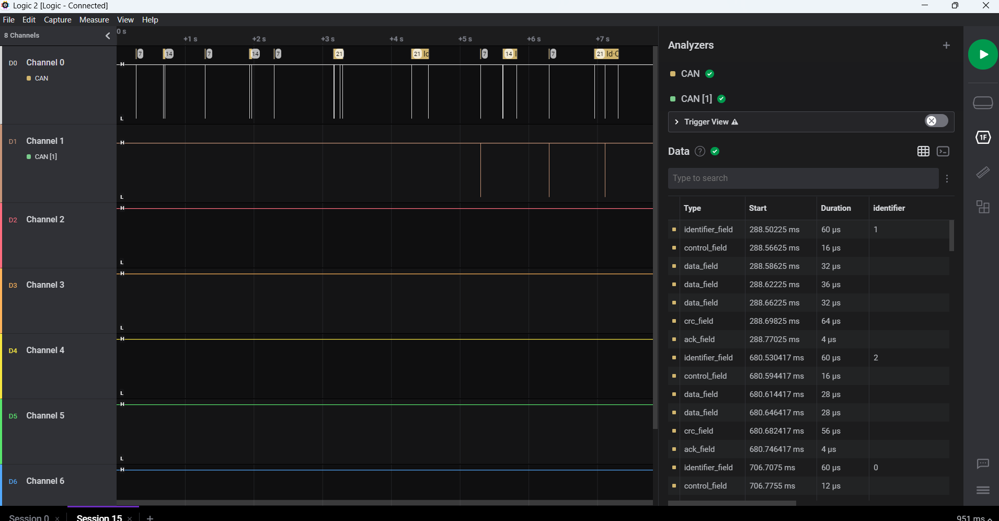 Logic 2 [Logic - Connected]
File Edit Capture Measure View Help
8 Channels
0 s
+1 s +2 s +3 s +4 s +5 s +6 s +7 s
D0 Channel 0
CAN
7 14 7 14 7 21 21 Id 7 14 I 7 21 Id·C
H
L
D1 Channel 1
CAN [1]
H
L
D2 Channel 2
H
L
D3 Channel 3
H
L
D4 Channel 4
H
L
D5 Channel 5
H
L
D6 Channel 6
H
Analyzers
CAN
CAN [1]
Trigger View
Data
Type to search
Type Start Duration identifier
identifier_field 288.50225 ms 60 µs 1
control_field 288.56625 ms 16 µs
data_field 288.58625 ms 32 µs
data_field 288.62225 ms 36 µs
data_field 288.66225 ms 32 µs
crc_field 288.69825 ms 64 µs
ack_field 288.77025 ms 4 µs
identifier_field 680.530417 ms 60 µs 2
control_field 680.594417 ms 16 µs
data_field 680.614417 ms 28 µs
data_field 680.646417 ms 28 µs
crc_field 680.682417 ms 56 µs
ack_field 680.746417 ms 4 µs
identifier_field 706.7075 ms 60 µs 0
control_field 706.7755 ms 12 µs
1F
Session 0 × Session 15 × +
951 ms